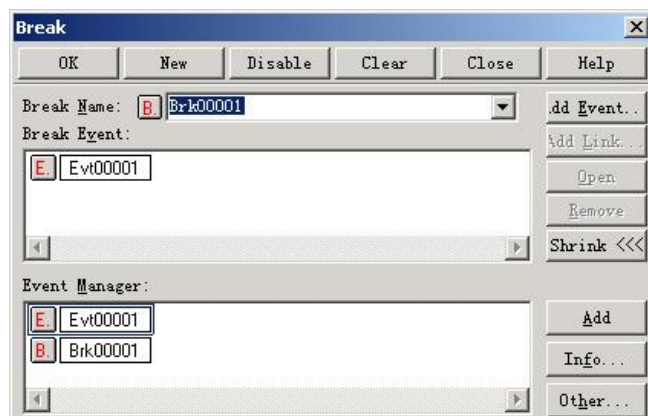 Break
OK New Disable Clear Close Help
Break Name: B. Brk00001 dd Event..
Break Event: Add Link...
E. Evt00001
Open
Remove
Shrink <<<
Event Manager:
E. Evt00001 Add
B. Brk00001
Info...
Other...